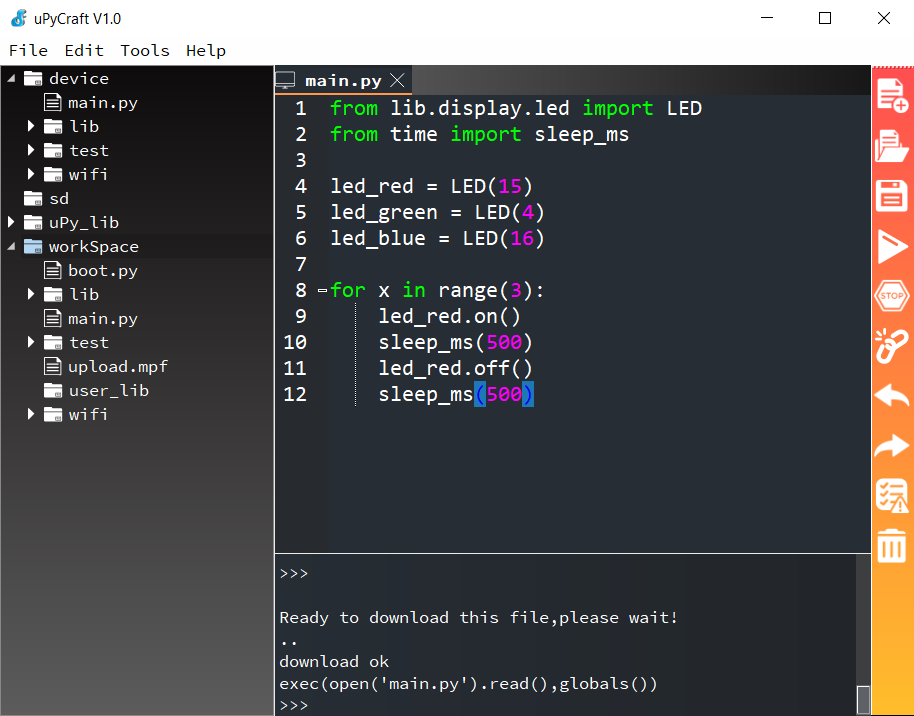 uPyCraft V1.0
File Edit Tools Help
device
main.py
lib
test
wifi
sd
uPy_lib
workSpace
boot.py
lib
main.py
test
upload.mpf
user_lib
wifi
main.py
1 from lib.display.led import LED
2 from time import sleep_ms
3
4 led_red = LED(15)
5 led_green = LED(4)
6 led_blue = LED(16)
7
8 for x in range(3):
9 led_red.on()
10 sleep_ms(500)
11 led_red.off()
12 sleep_ms(500)
>>>
Ready to download this file,please wait!
..
download ok
exec(open('main.py').read(),globals())
>>>
STOP